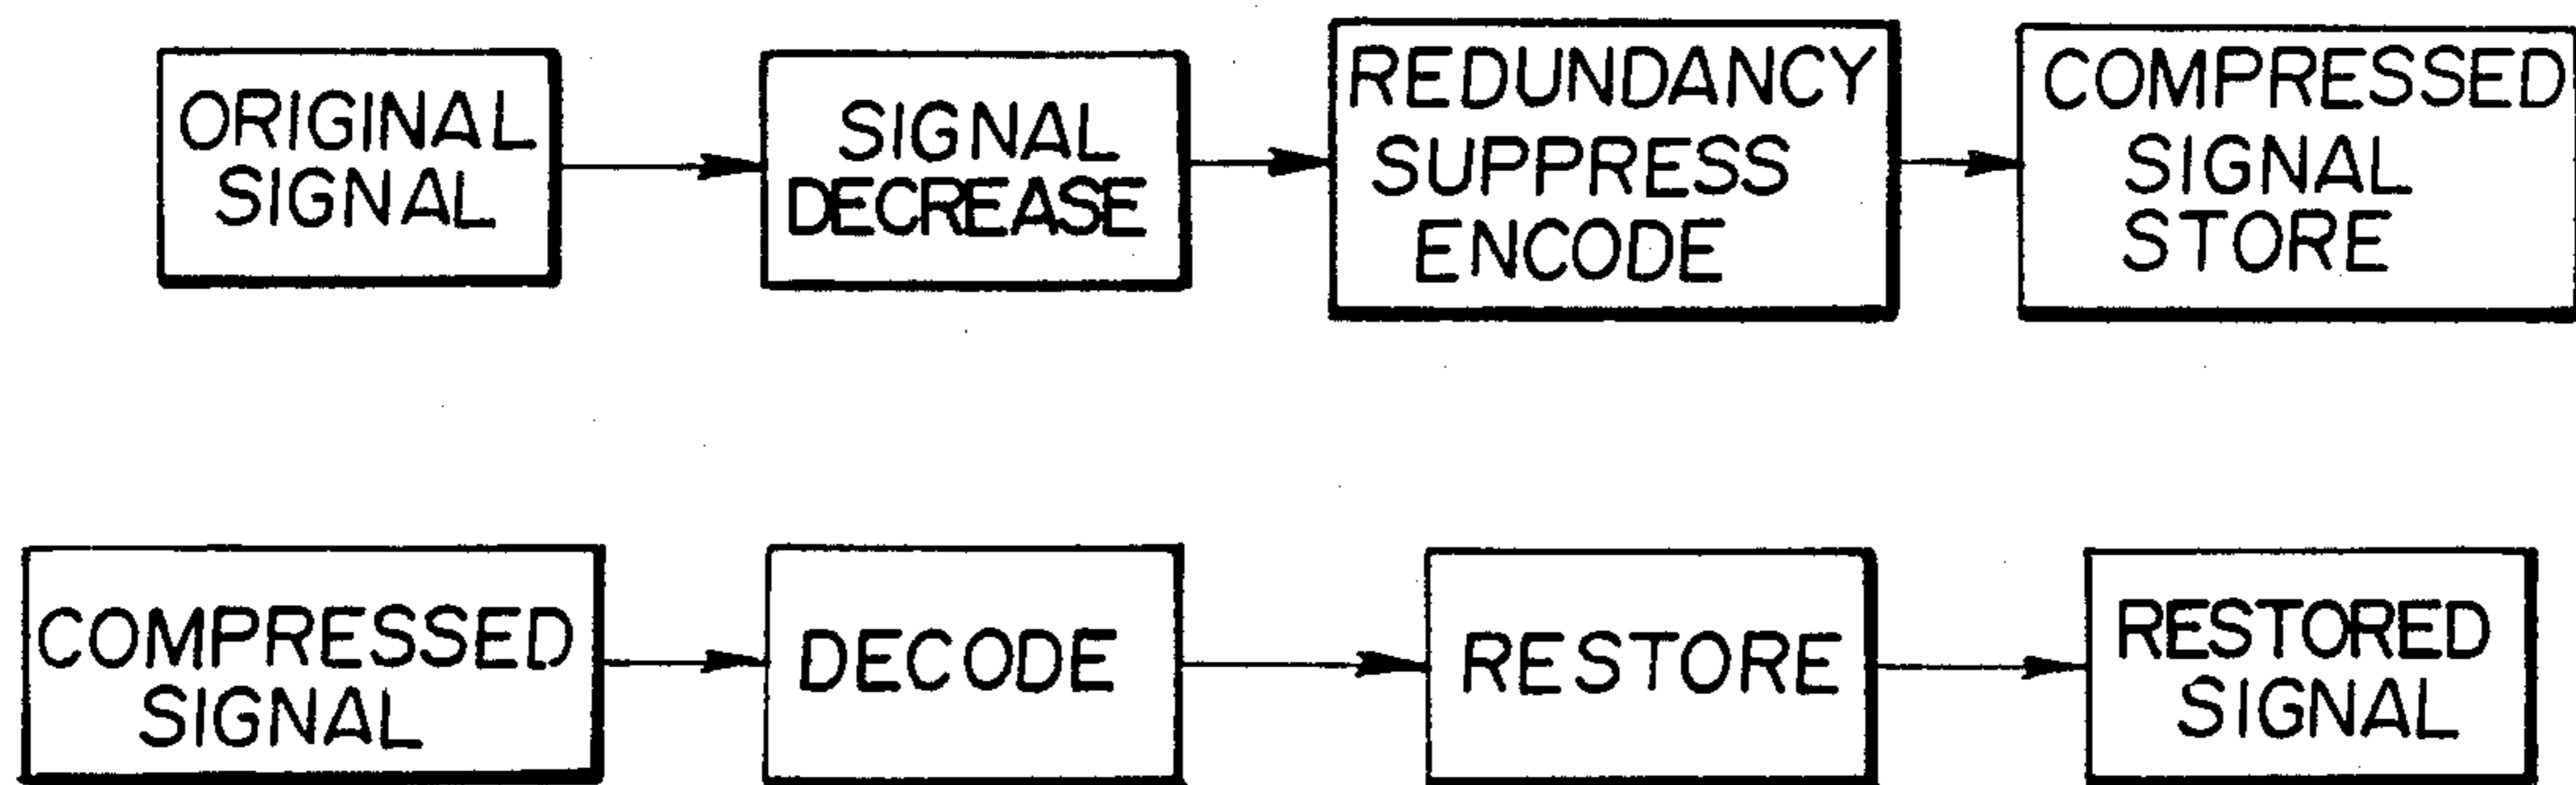 ORIGINAL
SIGNAL
SIGNAL
DECREASE
REDUNDANCY
SUPPRESS
ENCODE
COMPRESSED
SIGNAL
STORE
COMPRESSED
SIGNAL
DECODE
RESTORE
RESTORED
SIGNAL